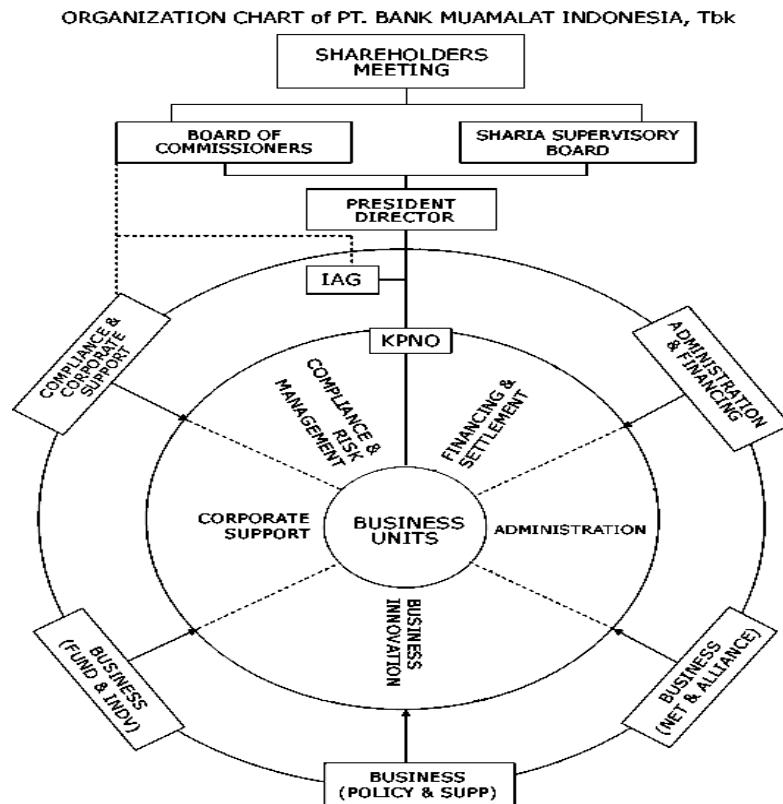 ORGANIZATION CHART of PT. BANK MUAMALAT INDONESIA, Tbk
SHAREHOLDERS
MEETING
BOARD OF
COMMISSIONERS
SHARIA SUPERVISORY
BOARD
PRESIDENT
DIRECTOR
IAG
KPNO
COMPLIANCE &
CORPORATE
SUPPORT
ADMINISTRATION
& FINANCING
COMPLIANCE &
RISK
MANAGEMENT
FINANCING &
SETTLEMENT
CORPORATE
SUPPORT
BUSINESS
UNITS
ADMINISTRATION
BUSINESS
INNOVATION
BUSINESS
(FUND & INDV)
BUSINESS
(NET & ALLIANCE)
BUSINESS
(POLICY & SUPP)